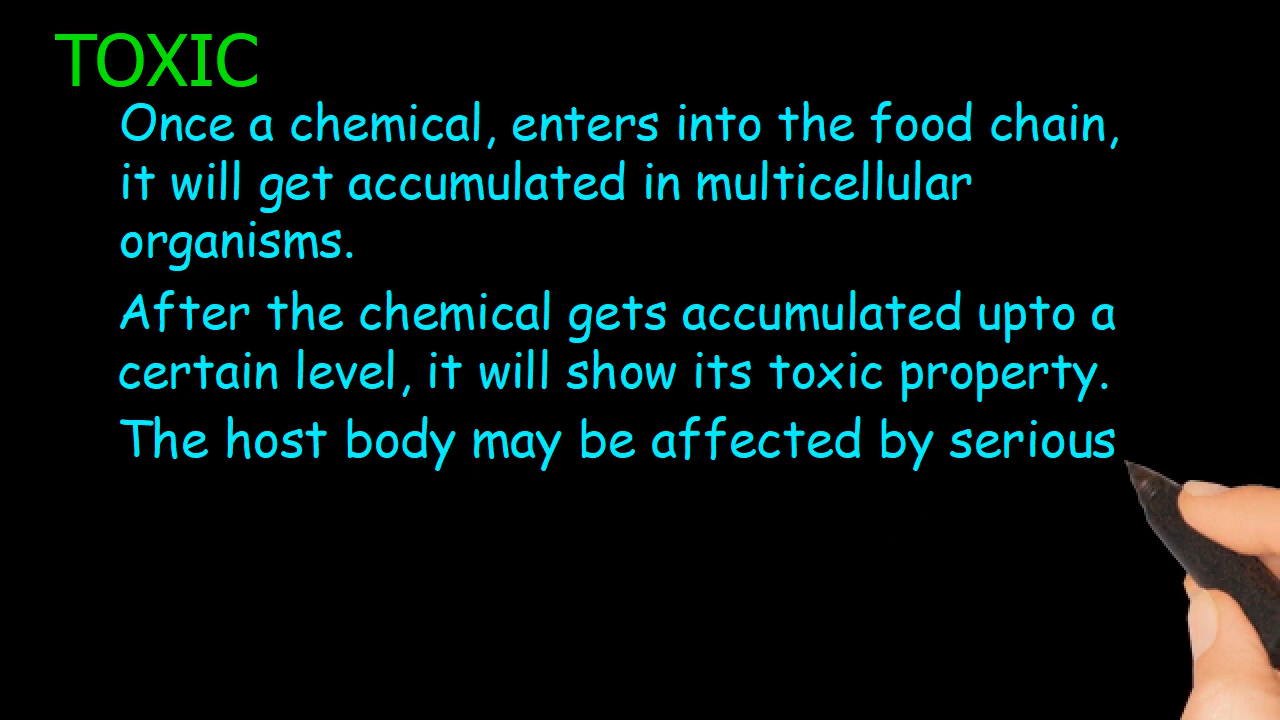 TOXIC
Once a chemical, enters into the food chain,
it will get accumulated in multicellular
organisms.
After the chemical gets accumulated upto a
certain level, it will show its toxic property.
The host body may be affected by serious